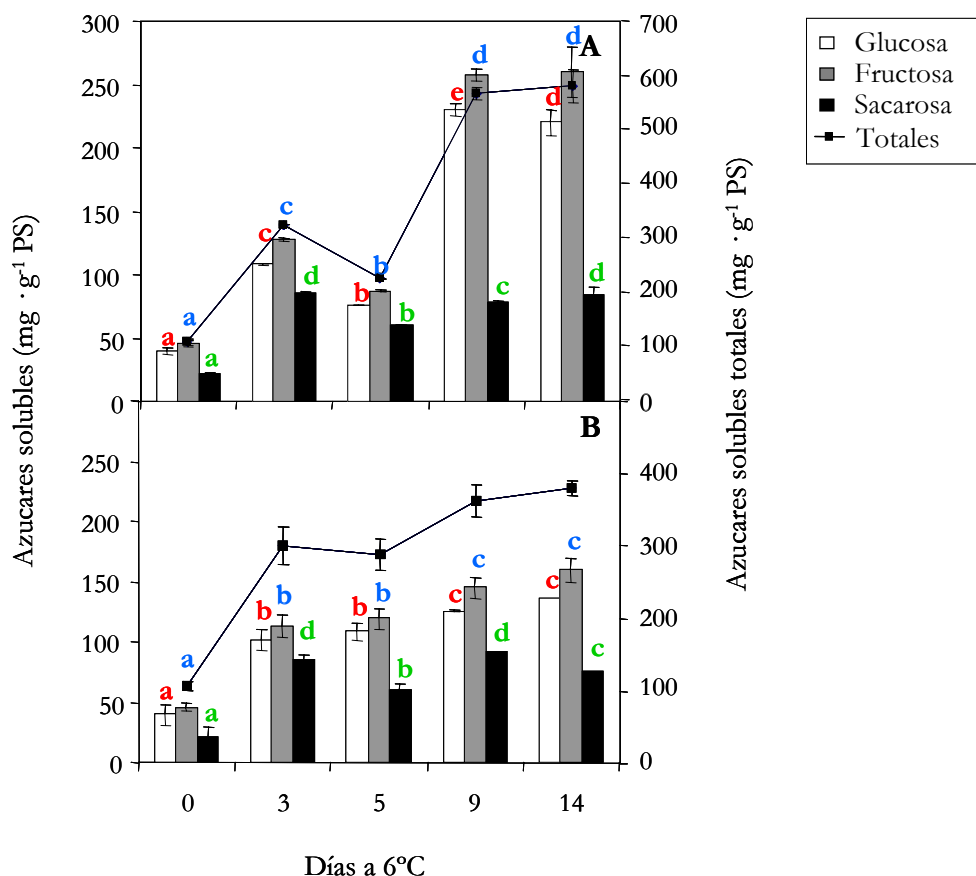 Azucares solubles (mg · g⁻¹ PS)
300
250
200
150
100
50
0
A
a
a
a
c
c
d
b
b
b
e
d
c
d
d
d
700
600
500
400
300
200
100
0
Azucares solubles totales (mg · g⁻¹ PS)
Glucosa
Fructosa
Sacarosa
Totales
250
200
150
100
50
0
B
a
a
a
b
b
d
b
b
b
c
c
d
c
c
c
400
300
200
100
0
0 3 5 9 14
Días a 6ºC